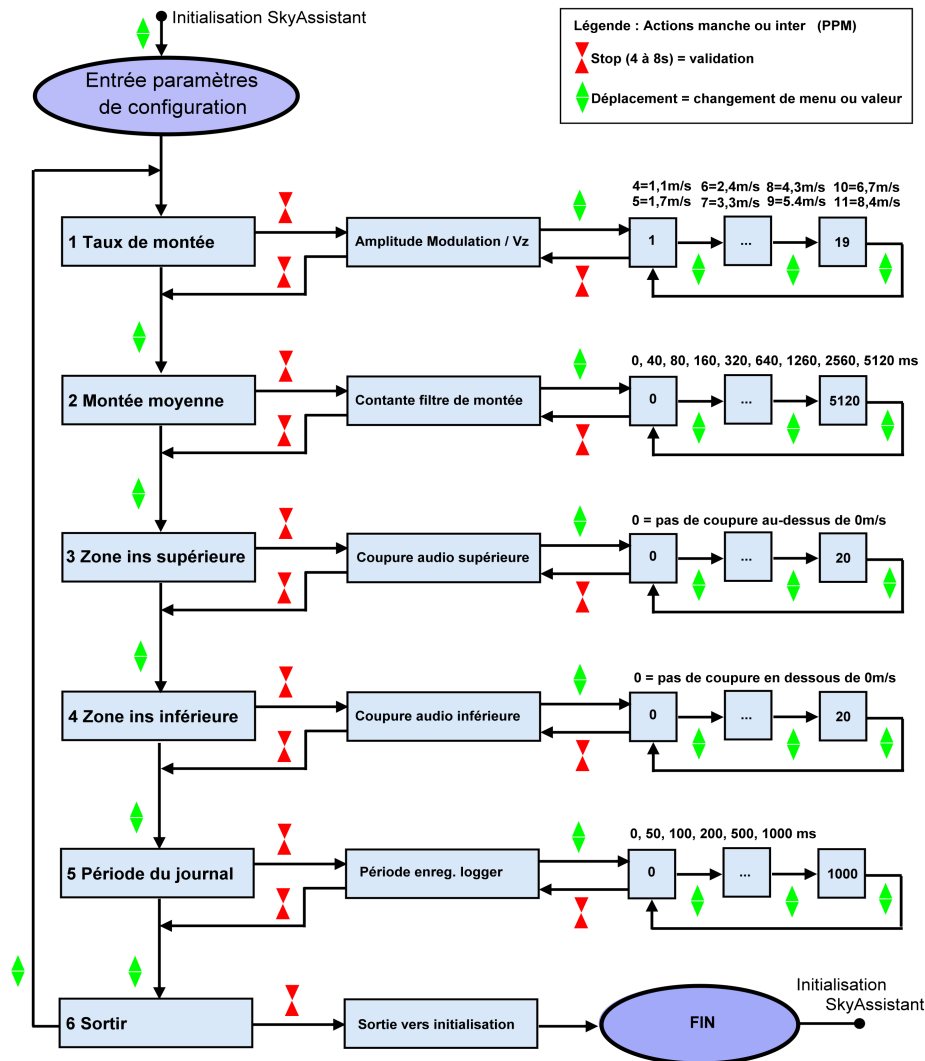 Initialisation SkyAssistant
Légende : Actions manche ou inter (PPM)
Stop (4 à 8s) = validation
Déplacement = changement de menu ou valeur
Entrée paramètres
de configuration
4=1,1m/s 6=2,4m/s 8=4,3m/s 10=6,7m/s
5=1,7m/s 7=3,3m/s 9=5.4m/s 11=8,4m/s
1 Taux de montée
Amplitude Modulation / Vz
1
...
19
0, 40, 80, 160, 320, 640, 1260, 2560, 5120 ms
2 Montée moyenne
Contante filtre de montée
0
...
5120
0 = pas de coupure au-dessus de 0m/s
3 Zone ins supérieure
Coupure audio supérieure
0
...
20
0 = pas de coupure en dessous de 0m/s
4 Zone ins inférieure
Coupure audio inférieure
0
...
20
0, 50, 100, 200, 500, 1000 ms
5 Période du journal
Période enreg. logger
0
...
1000
6 Sortir
Sortie vers initialisation
FIN
Initialisation
SkyAssistant